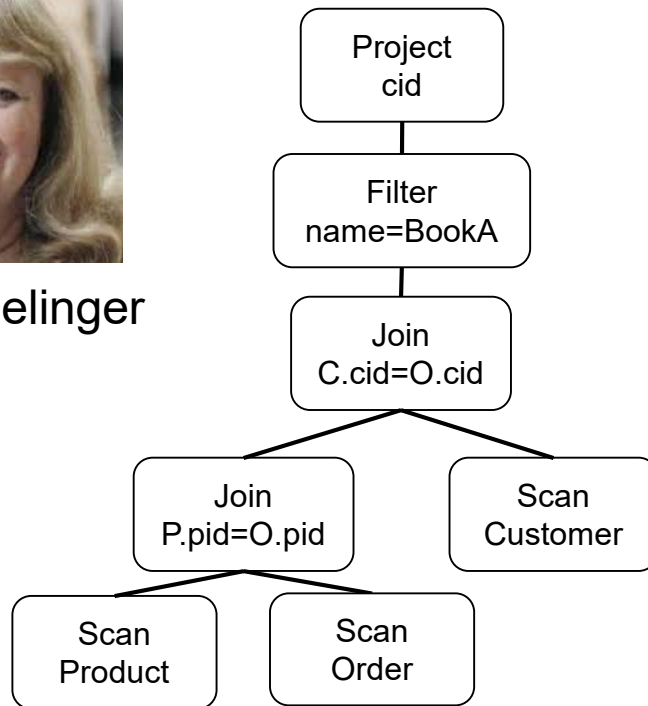 Project
cid
Filter
name=BookA
elinger
Join
C.cid=O.cid
Join
P.pid=O.pid
Scan
Customer
Scan
Product
Scan
Order